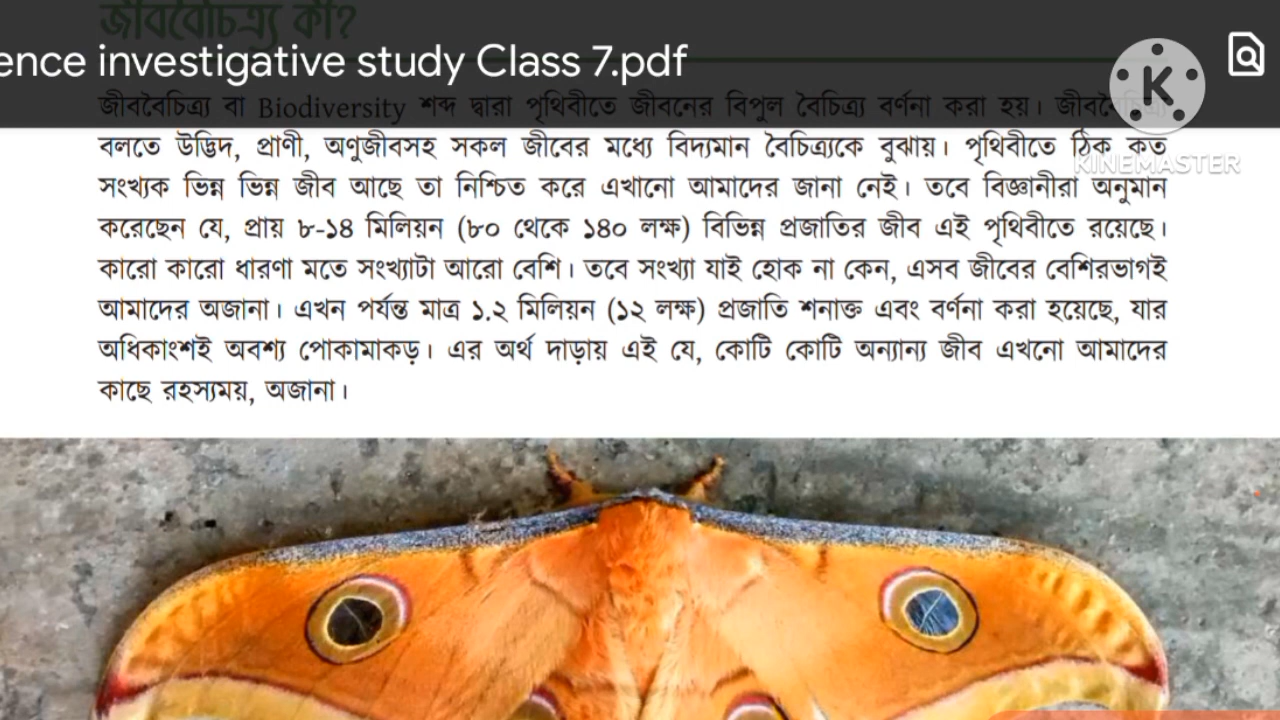 জীববৈচিত্র্য কী?
ence investigative study Class 7.pdf
K
KINEMASTER
জীববৈচিত্র্য বা Biodiversity শব্দ দ্বারা পৃথিবীতে জীবনের বিপুল বৈচিত্র্য বর্ণনা করা হয়। জীববৈচিত্র্য
বলতে উদ্ভিদ, প্রাণী, অণুজীবসহ সকল জীবের মধ্যে বিদ্যমান বৈচিত্র্যকে বুঝায়। পৃথিবীতে ঠিক কত
সংখ্যক ভিন্ন ভিন্ন জীব আছে তা নিশ্চিত করে এখানো আমাদের জানা নেই। তবে বিজ্ঞানীরা অনুমান
করেছেন যে, প্রায় ৮-১৪ মিলিয়ন (৮০ থেকে ১৪০ লক্ষ) বিভিন্ন প্রজাতির জীব এই পৃথিবীতে রয়েছে।
কারো কারো ধারণা মতে সংখ্যাটা আরো বেশি। তবে সংখ্যা যাই হোক না কেন, এসব জীবের বেশিরভাগই
আমাদের অজানা। এখন পর্যন্ত মাত্র ১.২ মিলিয়ন (১২ লক্ষ) প্রজাতি শনাক্ত এবং বর্ণনা করা হয়েছে, যার
অধিকাংশই অবশ্য পোকামাকড়। এর অর্থ দাড়ায় এই যে, কোটি কোটি অন্যান্য জীব এখনো আমাদের
কাছে রহস্যময়, অজানা।